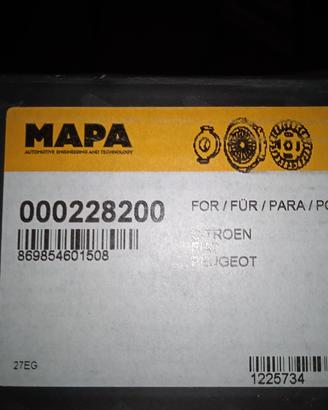 MAPA
AUTOMOTIVE ENGINEERING AND TECHNOLOGY
000228200
869854601508
FOR / FÜR / PARA / PO
CITROEN
FIAT
PEUGEOT
27EG
1225734